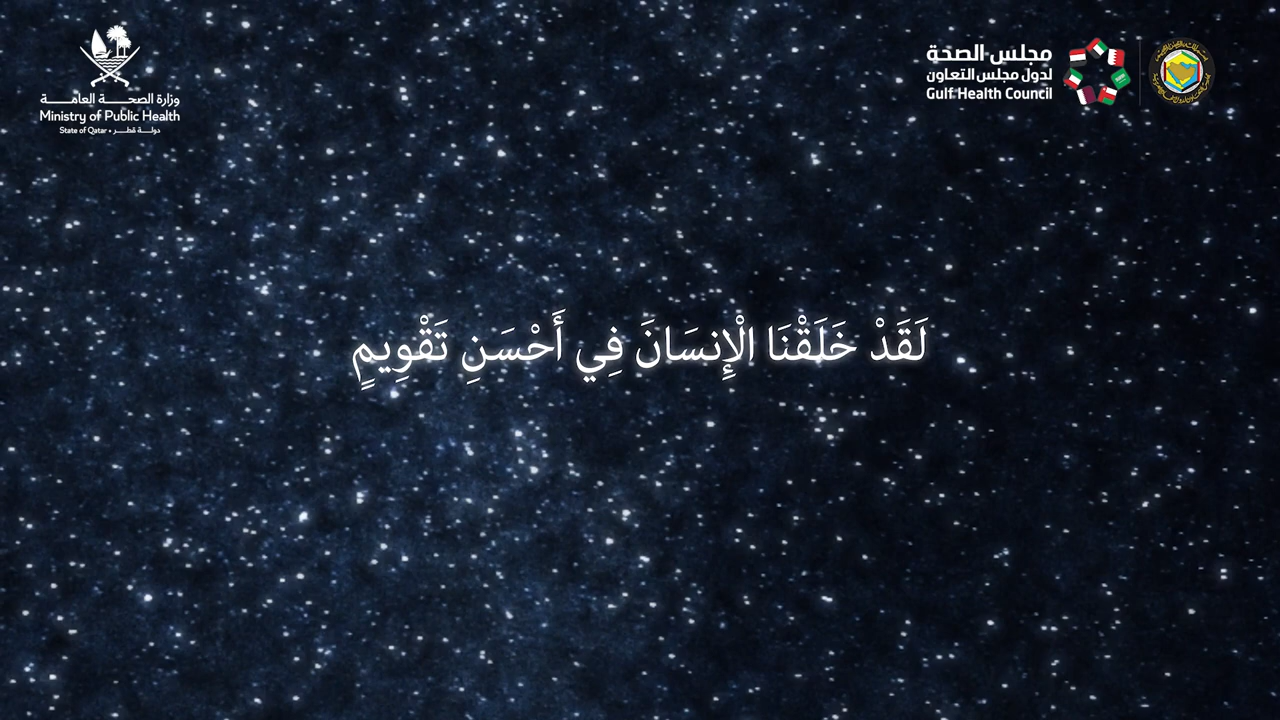 وزارة الصحة العامة
Ministry of Public Health
State of Qatar • دولة قطر
مجلس الصحة
لدول مجلس التعاون
Gulf Health Council
لَقَدْ خَلَقْنَا الْإِنسَانَ فِي أَحْسَنِ تَقْوِيمٍ